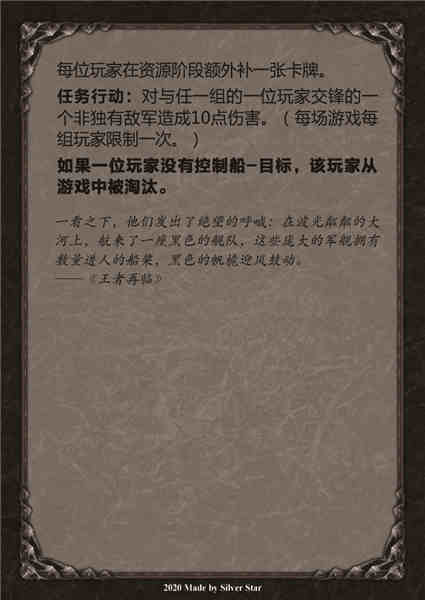 每位玩家在资源阶段额外补一张卡牌。
任务行动：对与任一组的一位玩家交锋的一
个非独有敌军造成10点伤害。（每场游戏每
组玩家限制一次。）
如果一位玩家没有控制船-目标，该玩家从
游戏中被淘汰。
一看之下，他们发出了绝望的呼喊：在波光粼粼的大
河上，航来了一座黑色的舰队，这些庞大的军舰拥有
数量逼人的船桨，黑色的帆桅迎风鼓动。
——《王者再临》
2020 Made by Silver Star